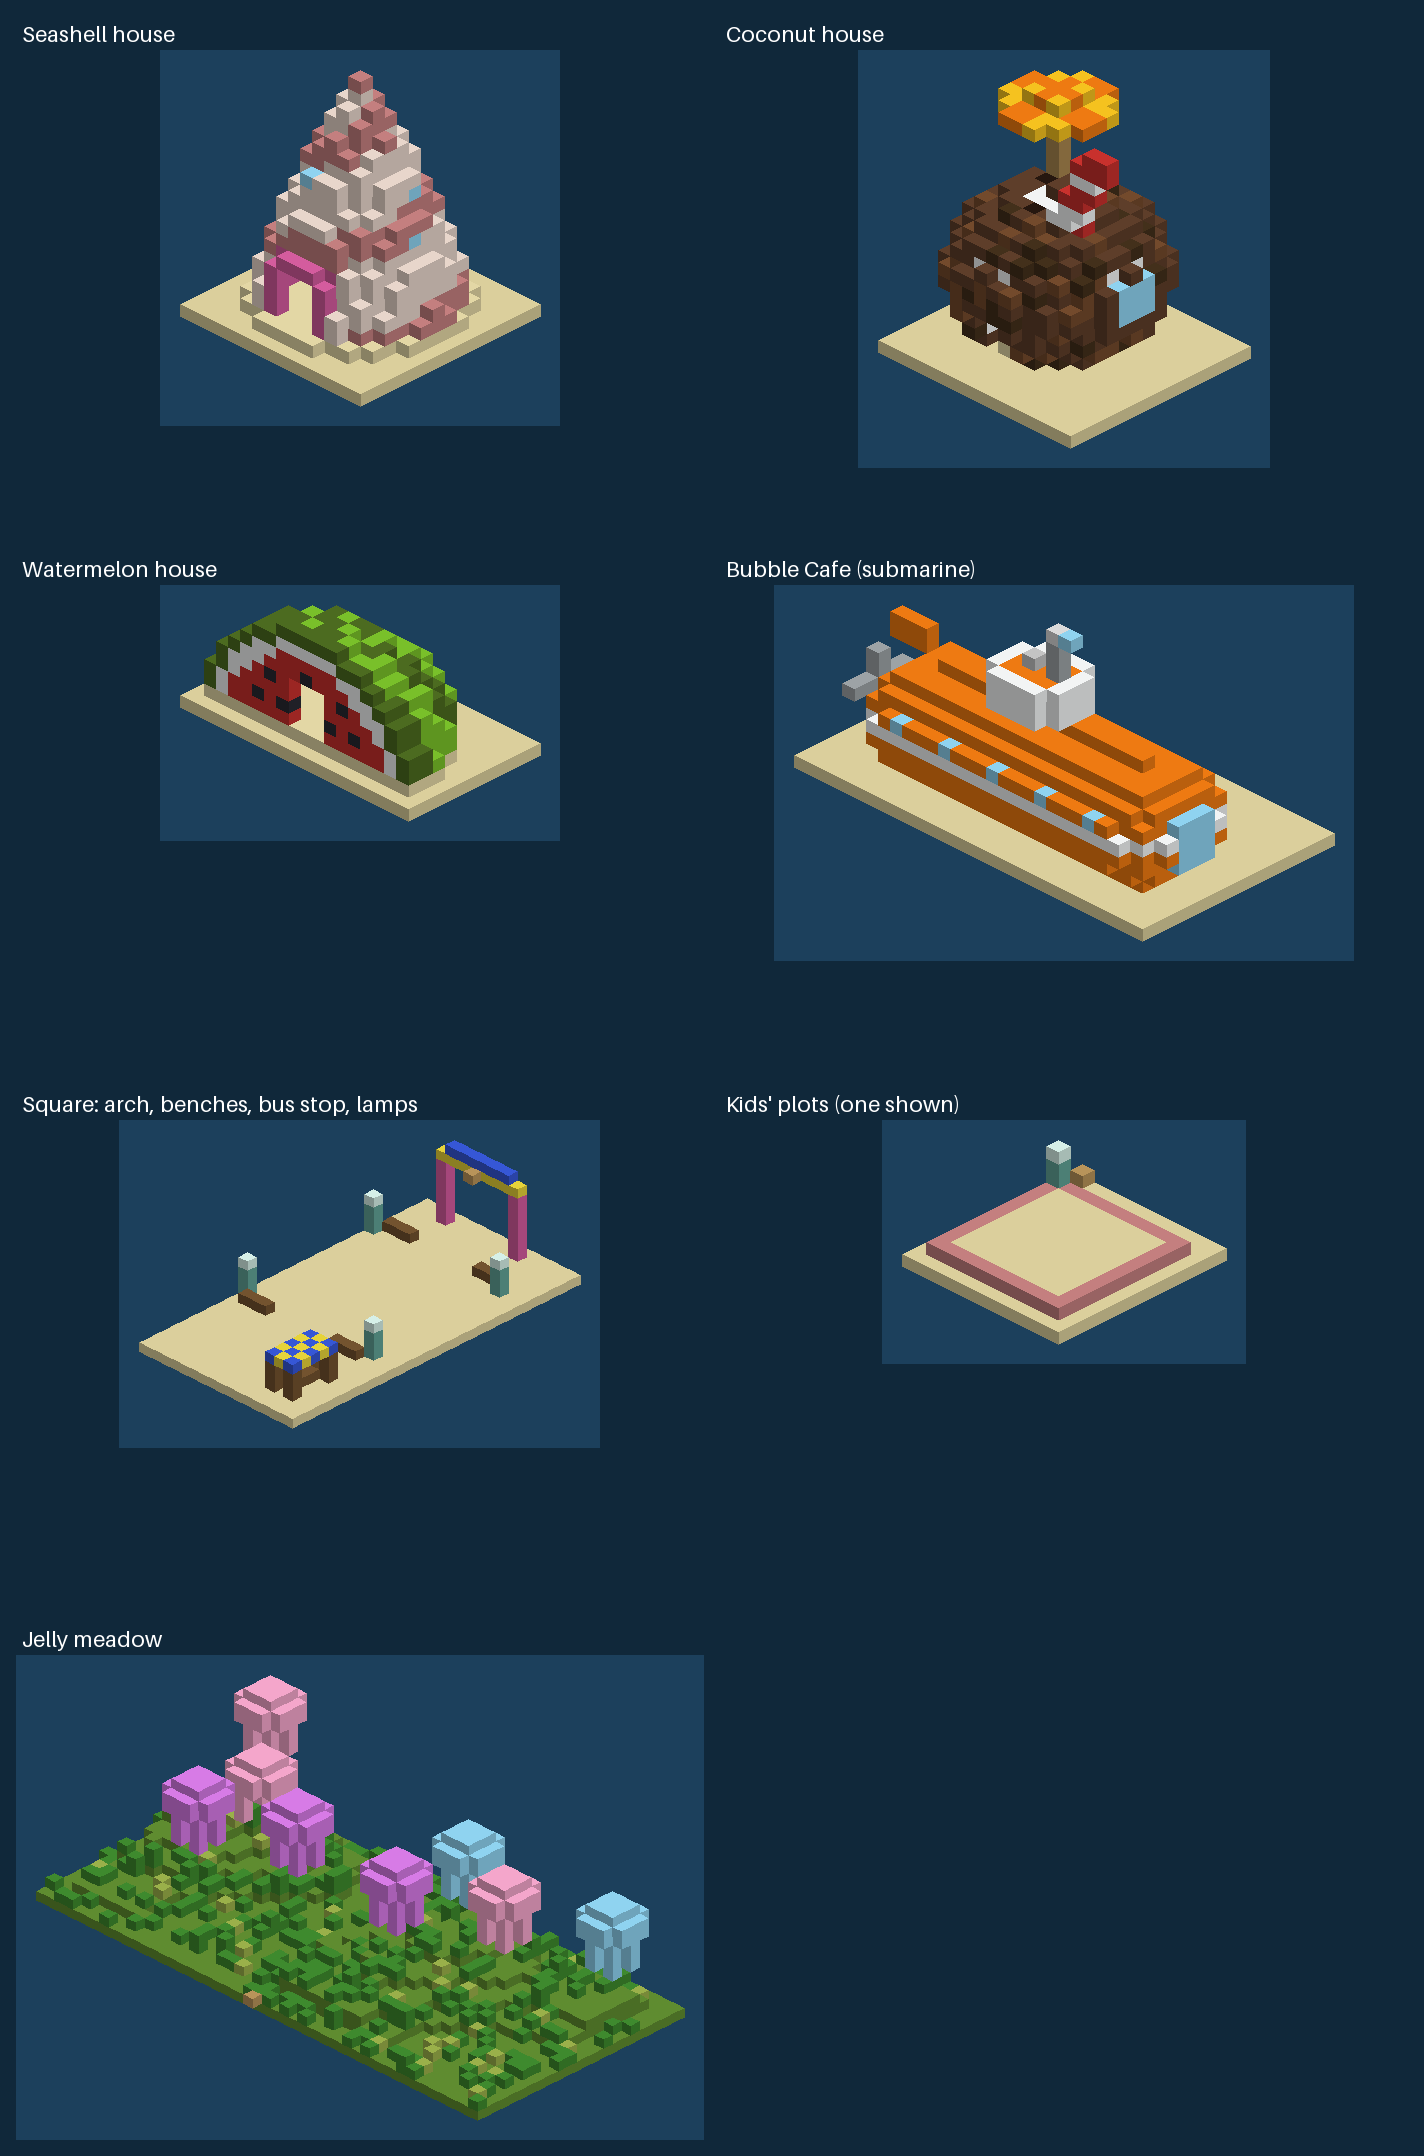 Seashell house
Coconut house
Watermelon house
Bubble Cafe (submarine)
Square: arch, benches, bus stop, lamps
Kids' plots (one shown)
Jelly meadow